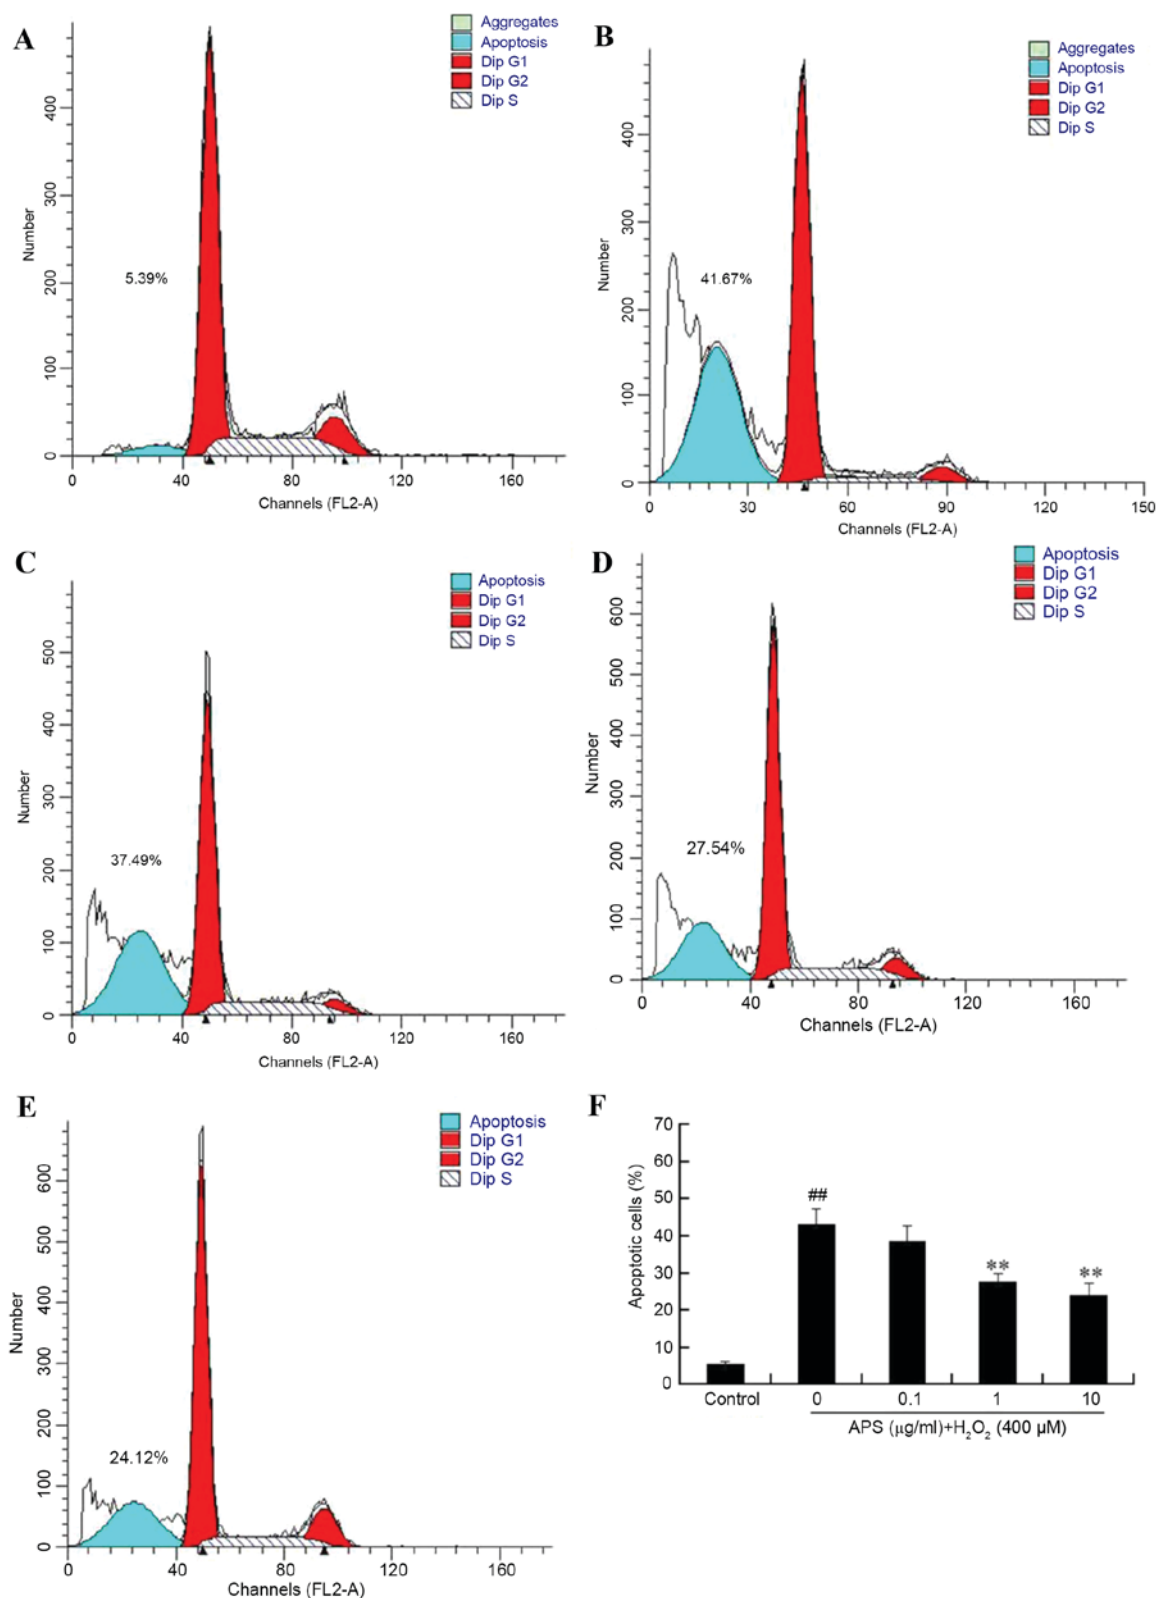 A
Aggregates
Apoptosis
Dip G1
Dip G2
Dip S
Number
400
300
200
100
0
5.39%
0 40 80 120 160
Channels (FL2-A)
B
Aggregates
Apoptosis
Dip G1
Dip G2
Dip S
Number
400
300
200
100
0
41.67%
0 30 60 90 120 150
Channels (FL2-A)
C
Apoptosis
Dip G1
Dip G2
Dip S
Number
500
400
300
200
100
0
37.49%
0 40 80 120 160
Channels (FL2-A)
D
Apoptosis
Dip G1
Dip G2
Dip S
Number
600
500
400
300
200
100
0
27.54%
0 40 80 120 160
Channels (FL2-A)
E
Apoptosis
Dip G1
Dip G2
Dip S
Number
600
500
400
300
200
100
0
24.12%
0 40 80 120 160
Channels (FL2-A)
F
Apoptotic cells (%)
70
60
50
40
30
20
10
0
##
**
**
Control 0 0.1 1 10
APS (μg/ml)+H₂O₂ (400 μM)